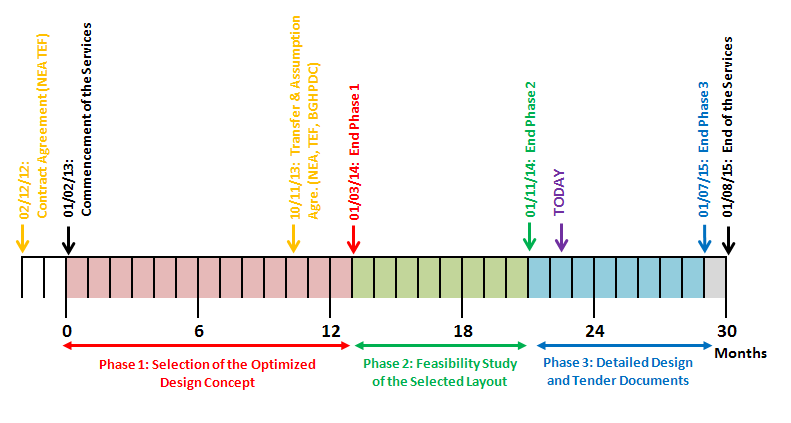 02/12/12:
Contract Agreement (NEA TEF)
01/02/13:
Commencement of the Services
10/11/13: Transfer & Assumption
Agre. (NEA, TEF, BGHPDC)
01/03/14: End Phase 1
01/11/14: End Phase 2
TODAY
01/07/15: End Phase 3
01/08/15: End of the Services
0
6
12
18
24
30
Months
Phase 1: Selection of the Optimized
Design Concept
Phase 2: Feasibility Study
of the Selected Layout
Phase 3: Detailed Design
and Tender Documents